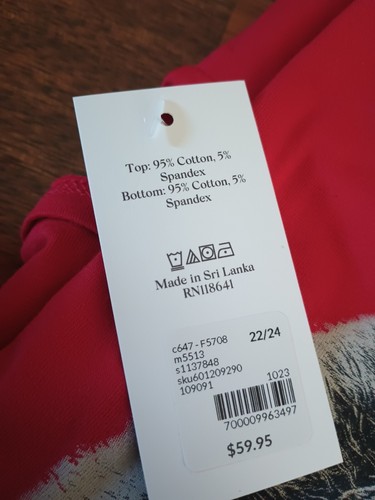 Top: 95% Cotton, 5%
Spandex
Bottom: 95% Cotton, 5%
Spandex
Made in Sri Lanka
RN118641
c647 - F5708 22/24
m5513
s1137848
sku601209290
109091 1023
700009963497
$59.95